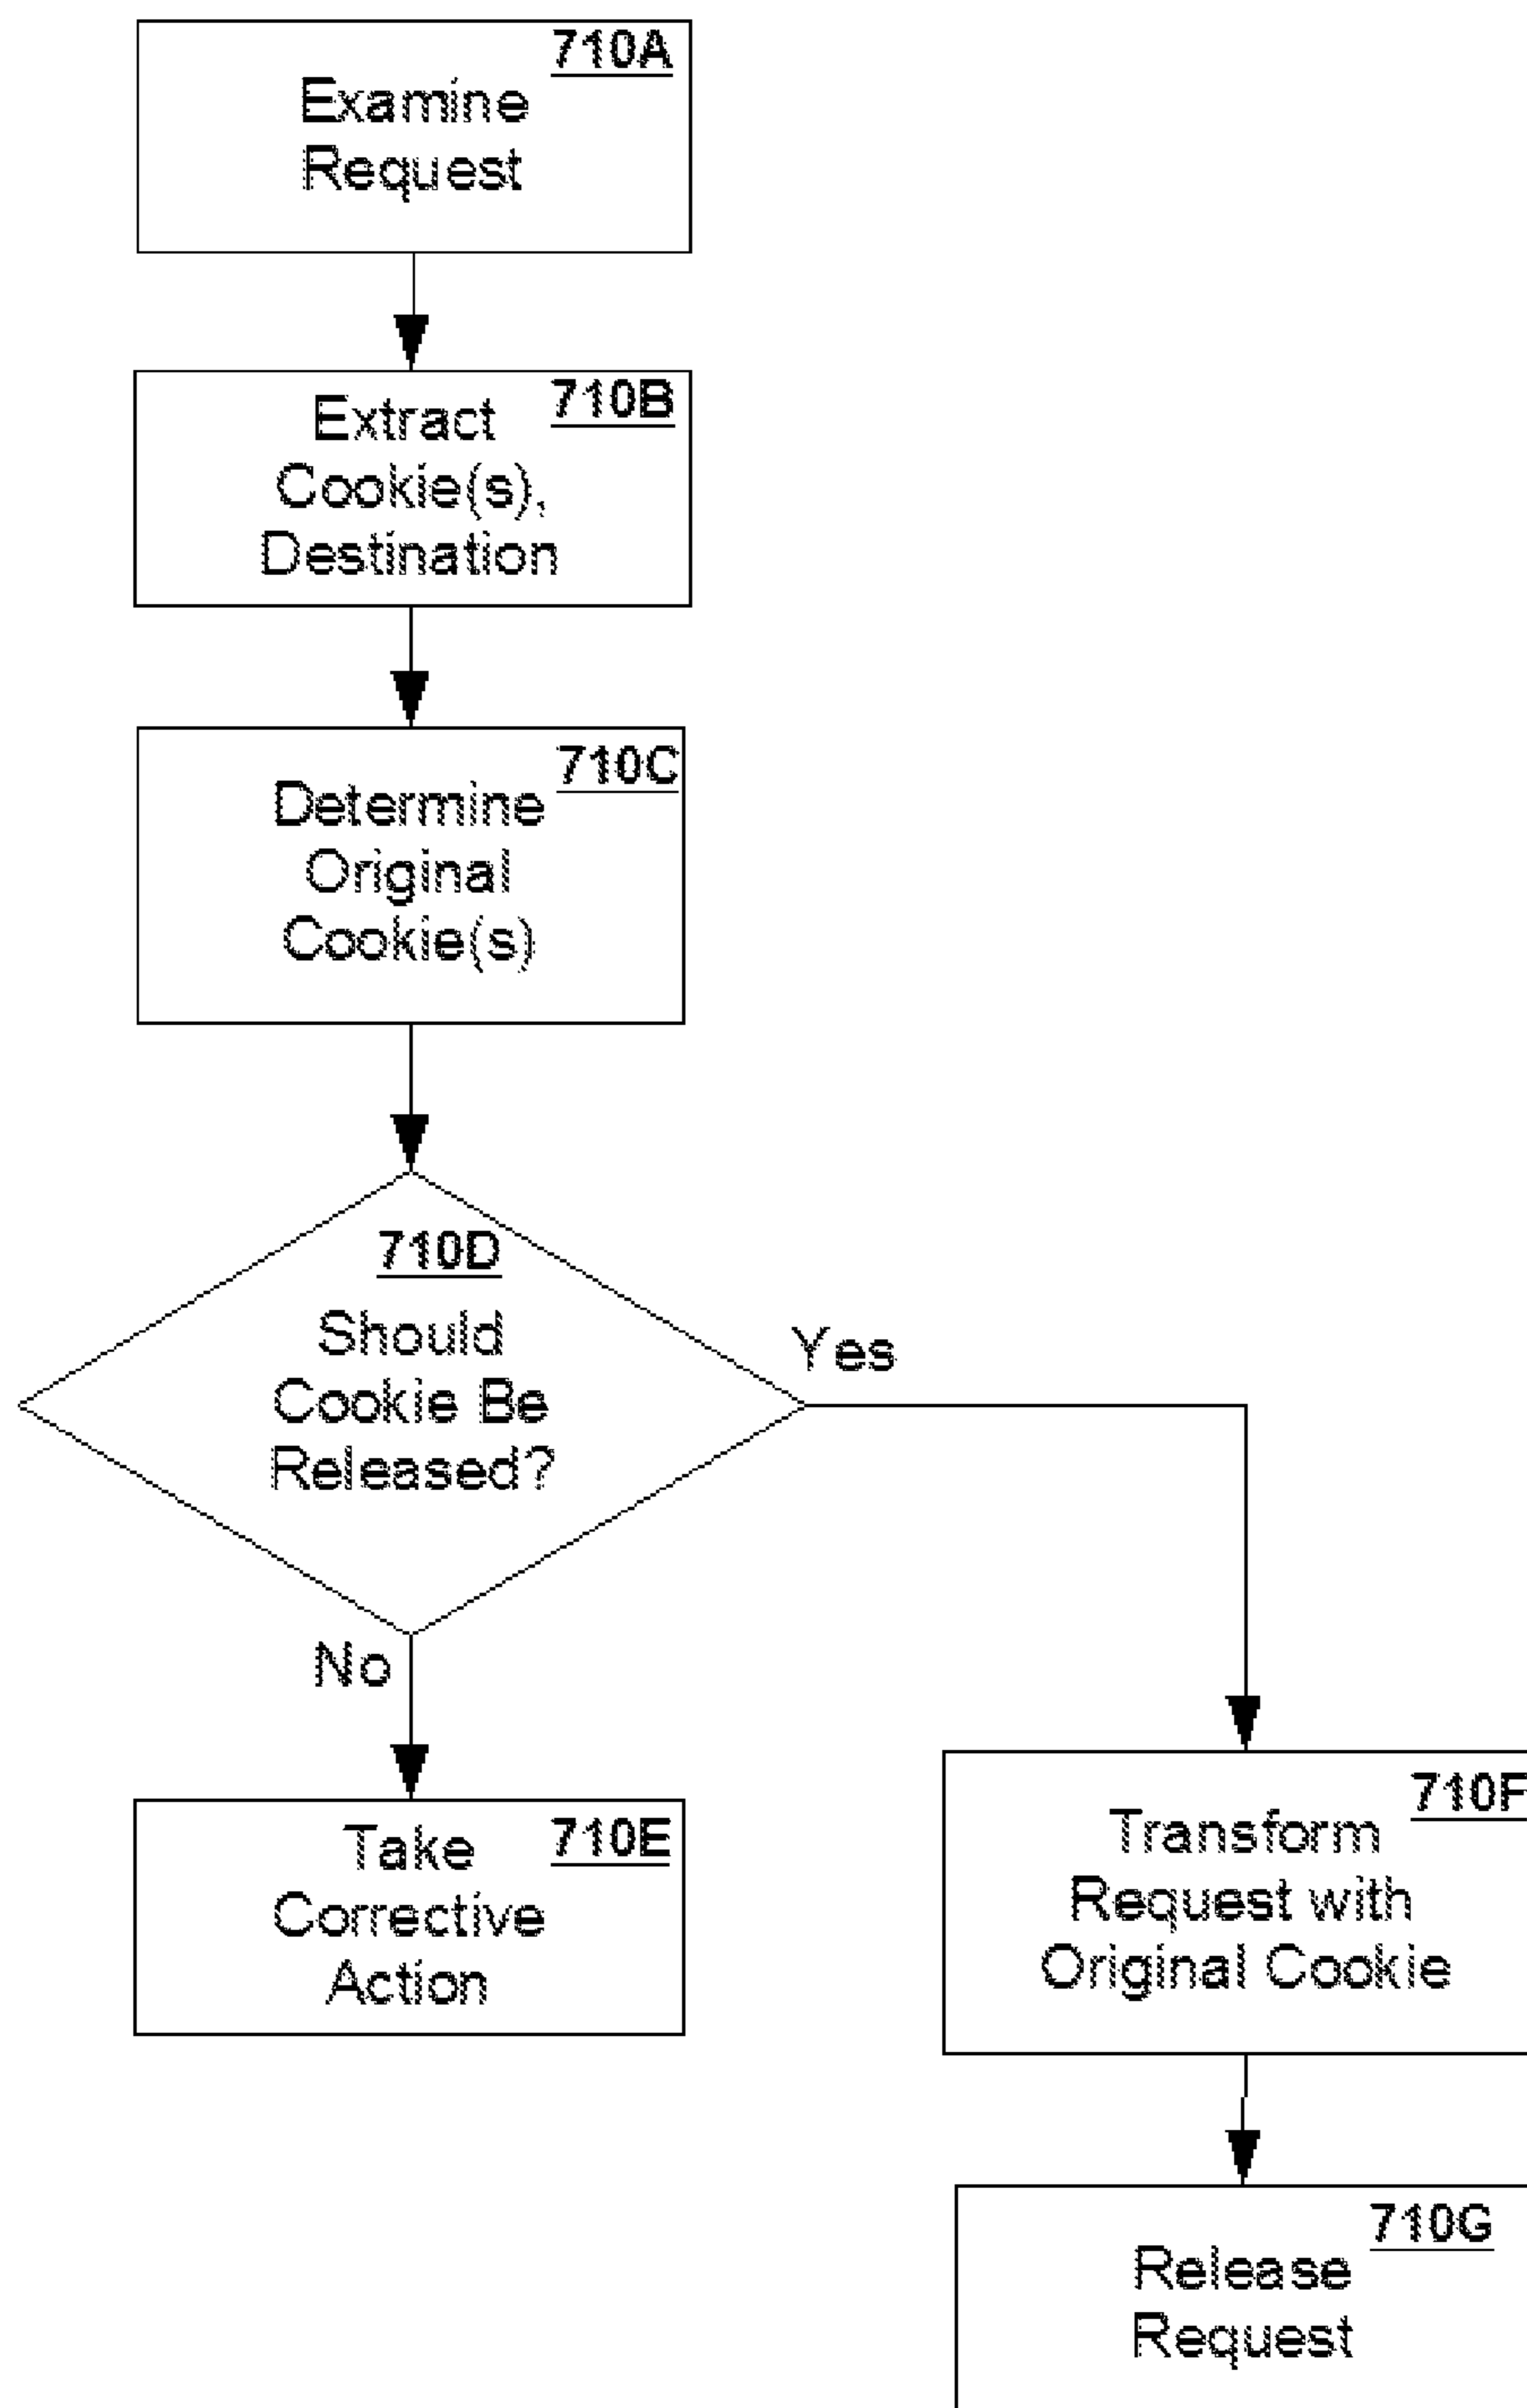 710A
Examine
Request
710B
Extract
Cookie(s),
Destination
710C
Determine
Original
Cookie(s)
710D
Should
Cookie Be
Released?
Yes
No
710E
Take
Corrective
Action
710F
Transform
Request with
Original Cookie
710G
Release
Request